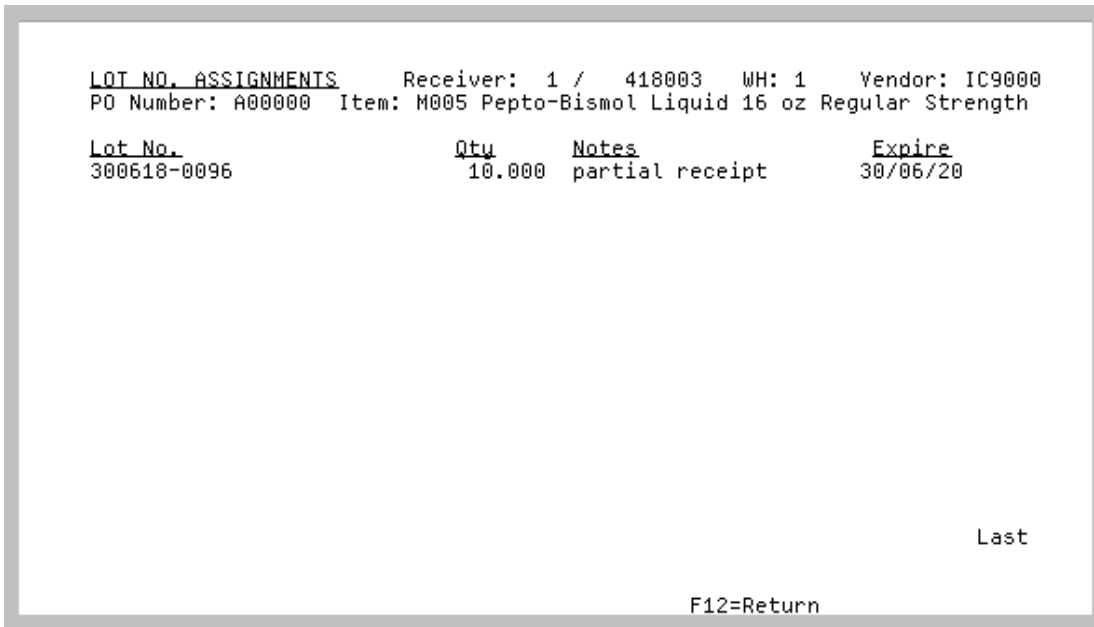 LOT NO. ASSIGNMENTS Receiver: 1 / 418003 WH: 1 Vendor: IC9000
PO Number: A00000 Item: M005 Pepto-Bismol Liquid 16 oz Regular Strength
Lot No. Qty Notes Expire
300618-0096 10.000 partial receipt 30/06/20
Last
F12=Return